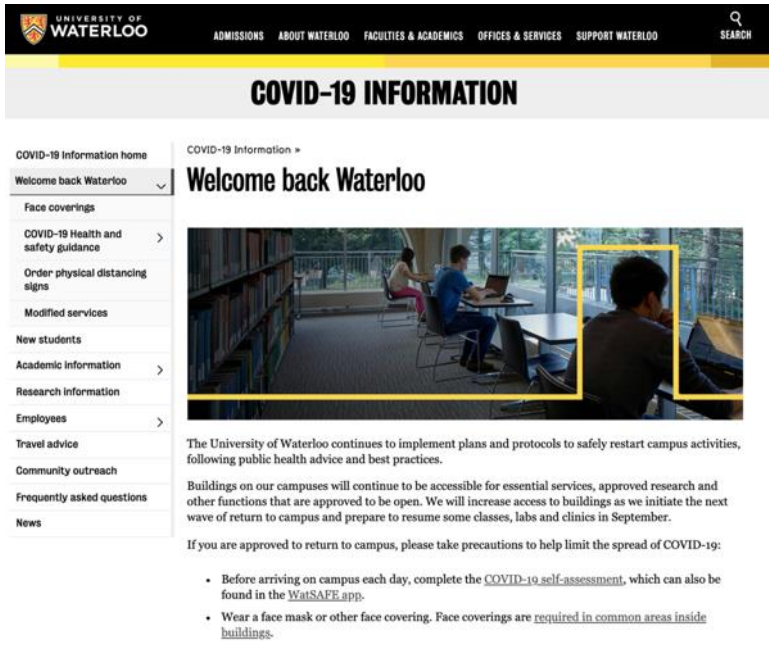 UNIVERSITY OF
WATERLOO
ADMISSIONS ABOUT WATERLOO FACULTIES & ACADEMICS OFFICES & SERVICES SUPPORT WATERLOO
SEARCH
COVID-19 INFORMATION
COVID-19 Information home
Welcome back Waterloo
Face coverings
COVID-19 Health and
safety guidance
Order physical distancing
signs
Modified services
New students
Academic information
Research information
Employees
Travel advice
Community outreach
Frequently asked questions
News
COVID-19 Information »
Welcome back Waterloo
The University of Waterloo continues to implement plans and protocols to safely restart campus activities,
following public health advice and best practices.
Buildings on our campuses will continue to be accessible for essential services, approved research and
other functions that are approved to be open. We will increase access to buildings as we initiate the next
wave of return to campus and prepare to resume some classes, labs and clinics in September.
If you are approved to return to campus, please take precautions to help limit the spread of COVID-19:
• Before arriving on campus each day, complete the COVID-19 self-assessment, which can also be
found in the WatSAFE app.
• Wear a face mask or other face covering. Face coverings are required in common areas inside
buildings.